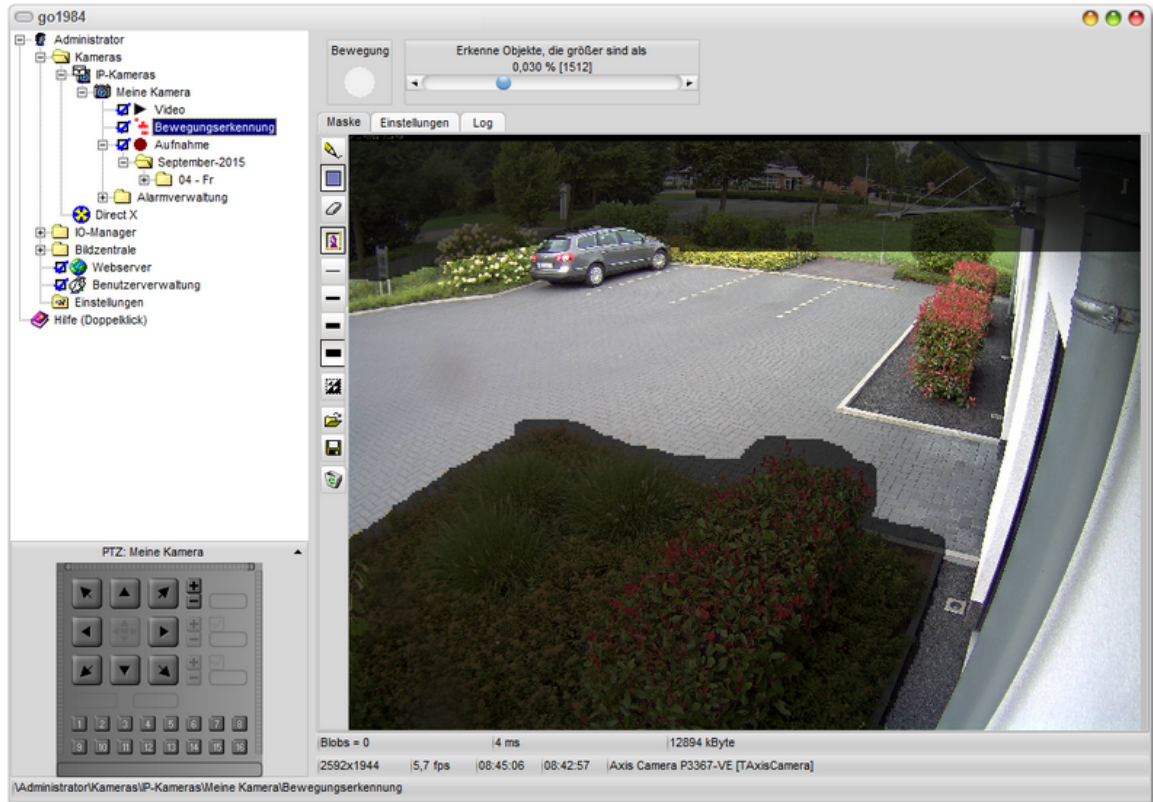 go1984
Administrator
Kameras
IP-Kameras
Meine Kamera
Video
Bewegungserkennung
Aufnahme
September-2015
04 - Fr
Alarmverwaltung
Direct X
IO-Manager
Bildzentrale
Webserver
Benutzerverwaltung
Einstellungen
Hilfe (Doppelklick)
Bewegung
Erkenne Objekte, die größer sind als
0,030 % [1512]
Maske Einstellungen Log
PTZ: Meine Kamera
1 2 3 4 5 6 7 8
9 10 11 12 13 14 15 16
Blobs = 0 4 ms 12894 kByte
2592x1944 5,7 fps 08:45:06 08:42:57 Axis Camera P3367-VE [TAxisCamera]
\Administrator\Kameras\IP-Kameras\Meine Kamera\Bewegungserkennung